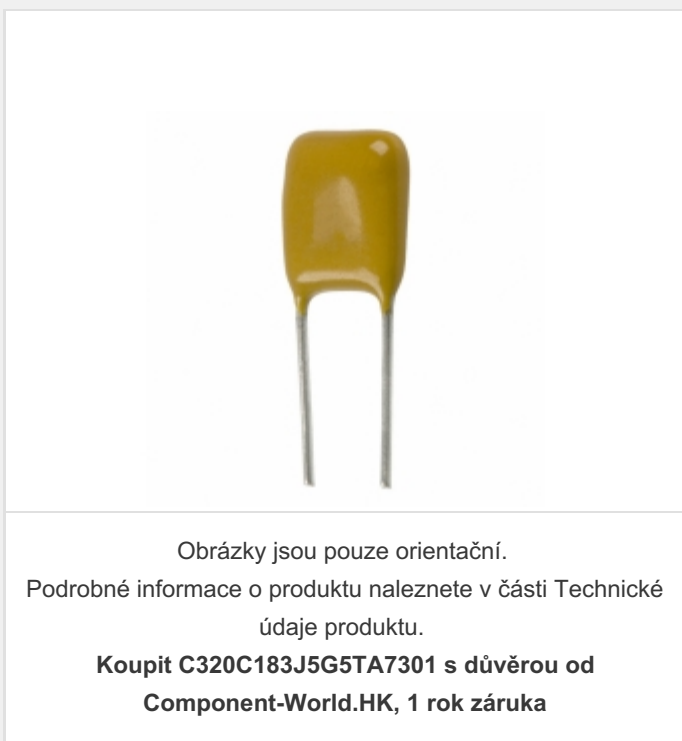 Obrázky jsou pouze orientační.
Podrobné informace o produktu naleznete v části Technické
údaje produktu.
Koupit C320C183J5G5TA7301 s důvěrou od
Component-World.HK, 1 rok záruka